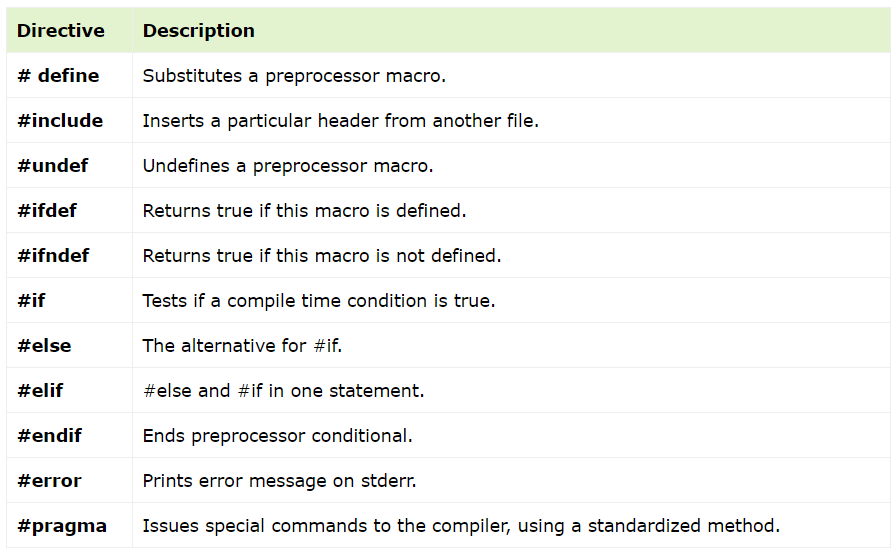 Directive Description
# define Substitutes a preprocessor macro.
#include Inserts a particular header from another file.
#undef Undefines a preprocessor macro.
#ifdef Returns true if this macro is defined.
#ifndef Returns true if this macro is not defined.
#if Tests if a compile time condition is true.
#else The alternative for #if.
#elif #else and #if in one statement.
#endif Ends preprocessor conditional.
#error Prints error message on stderr.
#pragma Issues special commands to the compiler, using a standardized method.